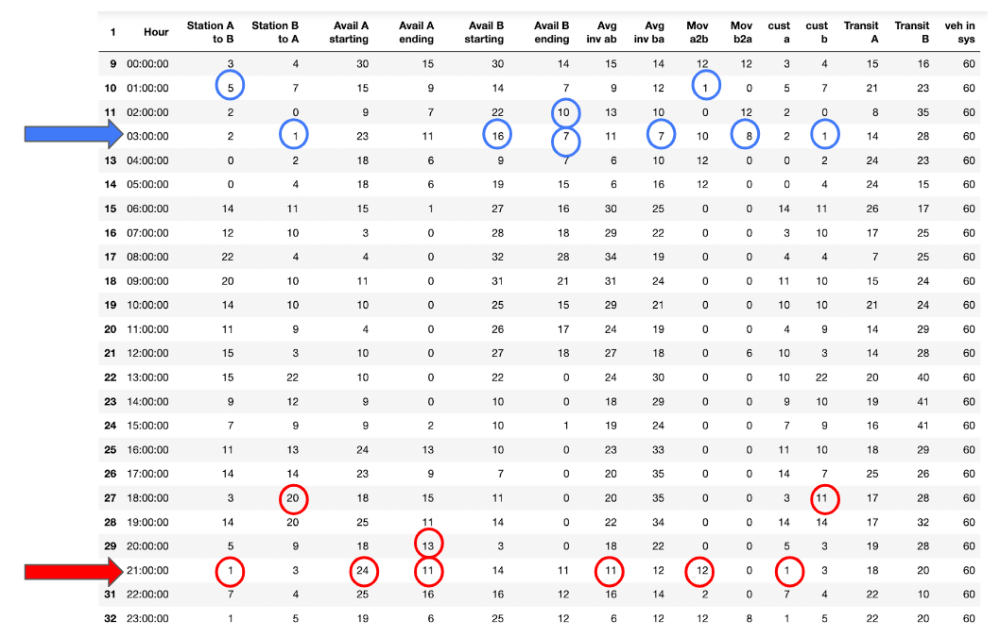 1 Hour Station A to B Station B to A Avail A starting Avail A ending Avail B starting Avail B ending Avg inv ab Avg inv ba Mov a2b Mov b2a cust a cust b Transit A Transit B veh in sys
9 00:00:00 3 4 30 15 30 14 15 14 12 12 3 4 15 16 60
10 01:00:00 5 7 15 9 14 7 9 12 1 0 5 7 21 23 60
11 02:00:00 2 0 9 7 22 10 13 10 0 12 2 0 8 35 60
03:00:00 2 1 23 11 16 7 11 7 10 8 2 1 14 28 60
13 04:00:00 0 2 18 6 9 7 6 10 12 0 0 2 24 23 60
14 05:00:00 0 4 18 6 19 15 6 16 12 0 0 4 24 15 60
15 06:00:00 14 11 15 1 27 16 30 25 0 0 14 11 26 17 60
16 07:00:00 12 10 3 0 28 18 29 22 0 0 3 10 17 25 60
17 08:00:00 22 4 4 0 32 28 34 19 0 0 4 4 7 25 60
18 09:00:00 20 10 11 0 31 21 31 24 0 0 11 10 15 24 60
19 10:00:00 14 10 10 0 25 15 29 21 0 0 10 10 21 24 60
20 11:00:00 11 9 4 0 26 17 24 19 0 0 4 9 14 29 60
21 12:00:00 15 3 10 0 27 18 27 18 0 6 10 3 14 28 60
22 13:00:00 15 22 10 0 22 0 24 30 0 0 10 22 20 40 60
23 14:00:00 9 12 9 0 10 0 18 29 0 0 9 10 19 41 60
24 15:00:00 7 9 9 2 10 1 19 24 0 0 7 9 16 41 60
25 16:00:00 11 13 24 13 10 0 23 33 0 0 11 10 18 29 60
26 17:00:00 14 14 23 9 7 0 20 35 0 0 14 7 25 26 60
27 18:00:00 3 20 18 15 11 0 20 35 0 0 3 11 17 28 60
28 19:00:00 14 20 25 11 14 0 22 34 0 0 14 14 17 32 60
29 20:00:00 5 9 18 13 3 0 18 22 0 0 5 3 19 28 60
21:00:00 1 3 24 11 14 11 11 12 12 0 1 3 18 20 60
31 22:00:00 7 4 25 16 16 12 16 14 2 0 7 4 22 10 60
32 23:00:00 1 5 19 6 25 12 6 12 12 8 1 5 22 20 60